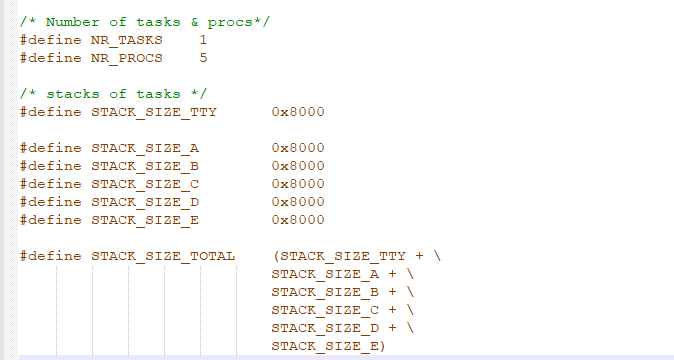 /* Number of tasks & procs*/
#define NR_TASKS    1
#define NR_PROCS    5
/* stacks of tasks */
#define STACK_SIZE_TTY      0x8000
#define STACK_SIZE_A        0x8000
#define STACK_SIZE_B        0x8000
#define STACK_SIZE_C        0x8000
#define STACK_SIZE_D        0x8000
#define STACK_SIZE_E        0x8000
#define STACK_SIZE_TOTAL    (STACK_SIZE_TTY + \
                            STACK_SIZE_A + \
                            STACK_SIZE_B + \
                            STACK_SIZE_C + \
                            STACK_SIZE_D + \
                            STACK_SIZE_E)